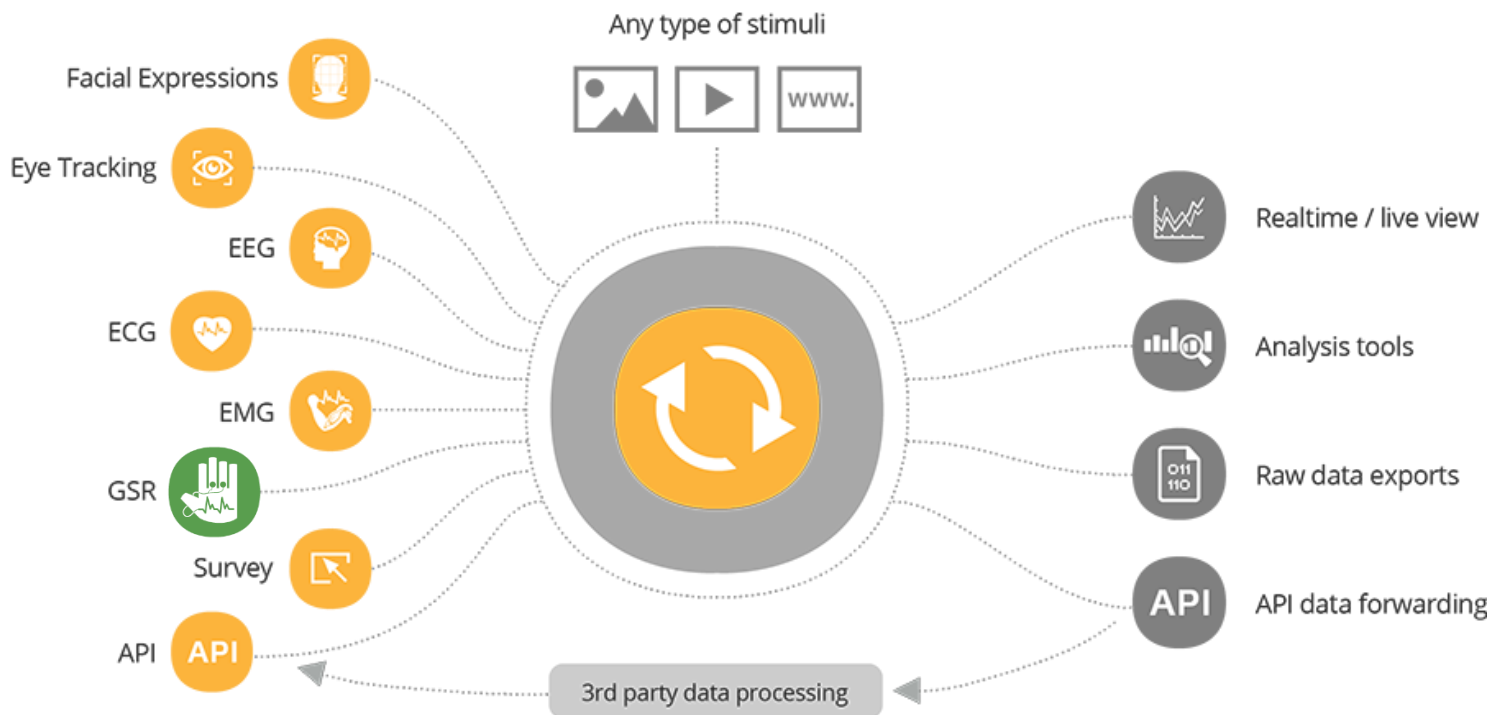 Any type of stimuli
www.
Facial Expressions
Eye Tracking
EEG
ECG
EMG
GSR
Survey
API
API
Realtime / live view
Analysis tools
011
110
Raw data exports
API
API data forwarding
3rd party data processing